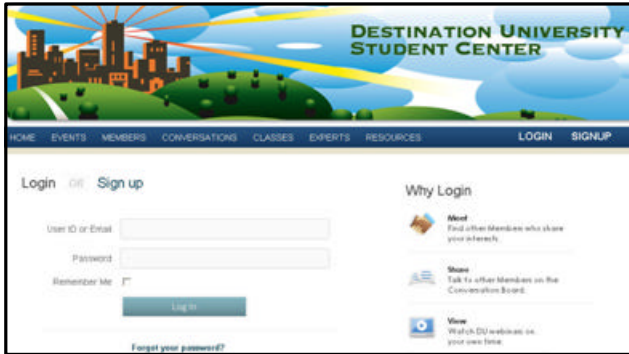 DESTINATION UNIVERSITY
STUDENT CENTER
HOME EVENTS MEMBERS CONVERSATIONS CLASSES EXPERTS RESOURCES LOGIN SIGNUP
Login OR Sign up
User ID or Email
Password
Remember Me
Log In
Forgot your password?
Why Login
Meet
Find other Members who share
your interests.
Share
Talk to other Members on the
Conversation Board.
View
Watch DU webinars on
your own time.